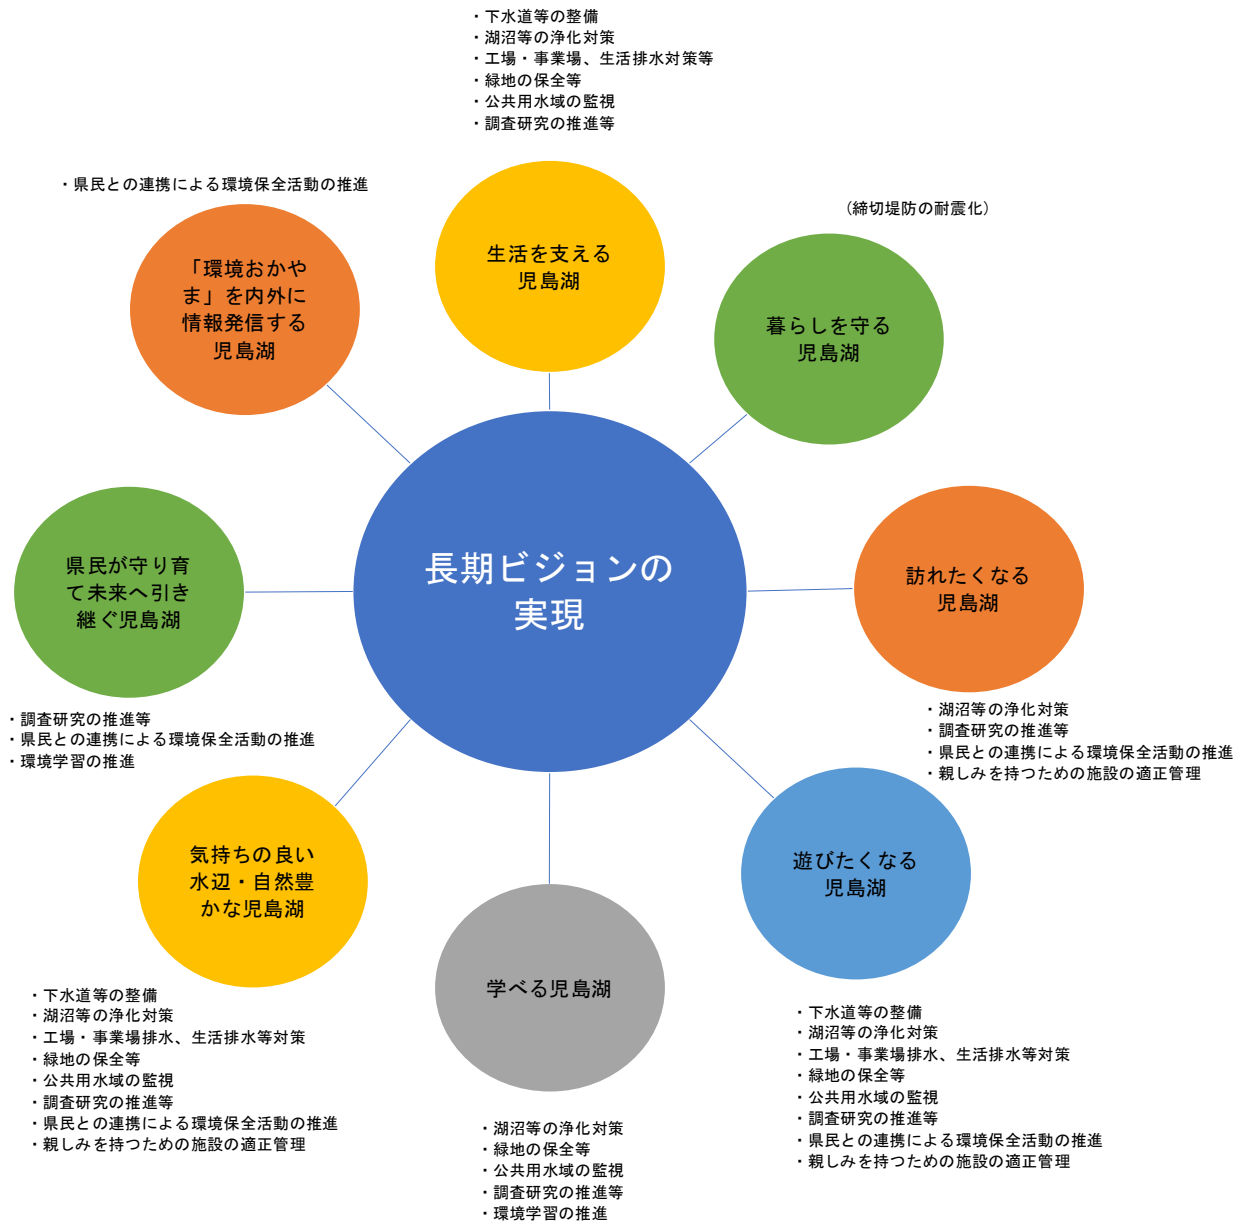 ・下水道等の整備
・湖沼等の浄化対策
・工場・事業場、生活排水対策等
・緑地の保全等
・公共用水域の監視
・調査研究の推進等
生活を支える
児島湖
・県民との連携による環境保全活動の推進
「環境おかや
ま」を内外に
情報発信する
児島湖
（締切堤防の耐震化）
暮らしを守る
児島湖
長期ビジョンの
実現
県民が守り育
て未来へ引き
継ぐ児島湖
・調査研究の推進等
・県民との連携による環境保全活動の推進
・環境学習の推進
訪れたくなる
児島湖
・湖沼等の浄化対策
・調査研究の推進等
・県民との連携による環境保全活動の推進
・親しみを持つための施設の適正管理
気持ちの良い
水辺・自然豊
かな児島湖
・下水道等の整備
・湖沼等の浄化対策
・工場・事業場排水、生活排水等対策
・緑地の保全等
・公共用水域の監視
・調査研究の推進等
・県民との連携による環境保全活動の推進
・親しみを持つための施設の適正管理
学べる児島湖
・湖沼等の浄化対策
・緑地の保全等
・公共用水域の監視
・調査研究の推進等
・環境学習の推進
遊びたくなる
児島湖
・下水道等の整備
・湖沼等の浄化対策
・工場・事業場排水、生活排水等対策
・緑地の保全等
・公共用水域の監視
・調査研究の推進等
・県民との連携による環境保全活動の推進
・親しみを持つための施設の適正管理